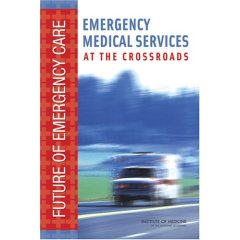 FUTURE OF EMERGENCY CARE
EMERGENCY
MEDICAL SERVICES
AT THE CROSSROADS
INSTITUTE OF MEDICINE